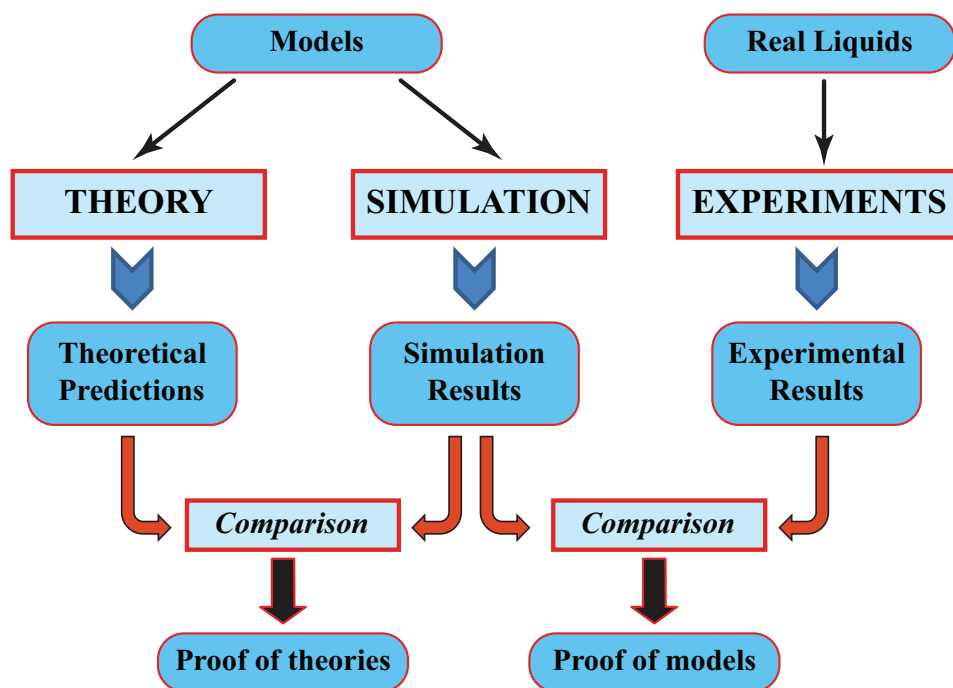 Models
Real Liquids
THEORY
SIMULATION
EXPERIMENTS
Theoretical
Predictions
Simulation
Results
Experimental
Results
Comparison
Comparison
Proof of theories
Proof of models